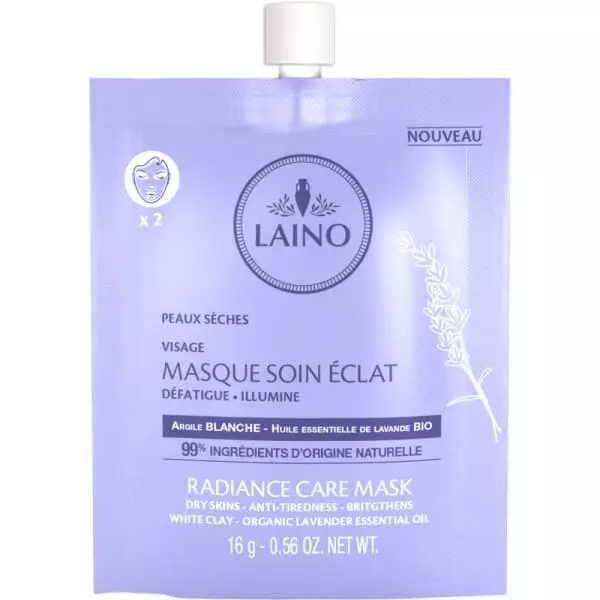 NOUVEAU
x 2
LAINO
PEAUX SÈCHES
VISAGE
MASQUE SOIN ÉCLAT
DÉFATIGUE • ILLUMINE
ARGILE BLANCHE - HUILE ESSENTIELLE DE LAVANDE BIO
99% INGRÉDIENTS D'ORIGINE NATURELLE
RADIANCE CARE MASK
DRY SKINS - ANTI-TIREDNESS - BRITGTHENS
WHITE CLAY - ORGANIC LAVENDER ESSENTIAL OIL
16 g - 0.56 OZ. NET WT.